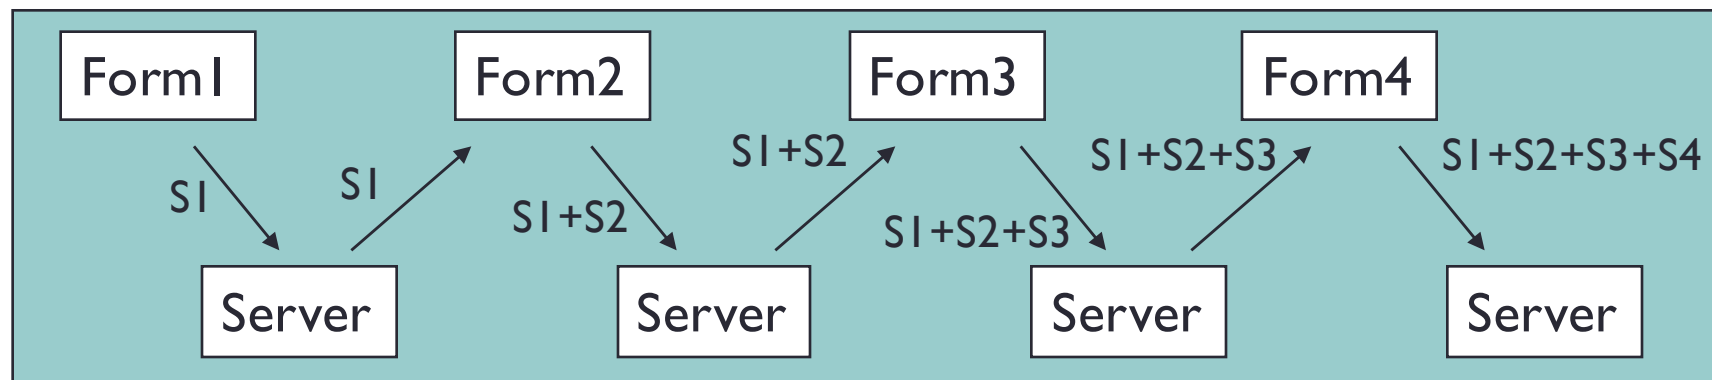 Form1
Form2
Form3
Form4
S1
S1
S1+S2
S1+S2
S1+S2+S3
S1+S2+S3
S1+S2+S3+S4
Server
Server
Server
Server